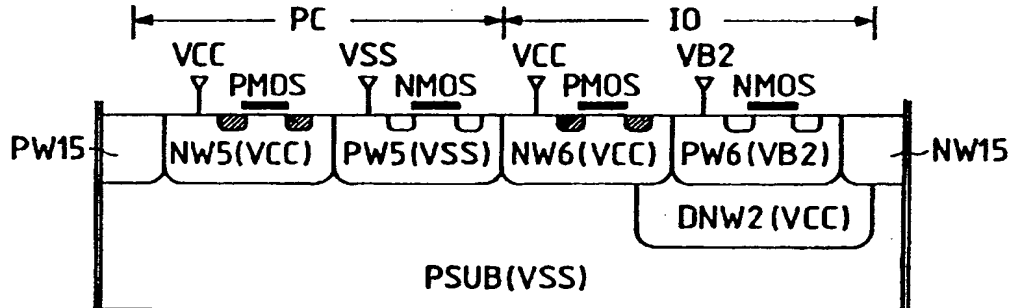 PC IO
VCC VSS VCC VB2
PMOS NMOS PMOS NMOS
PW15 NW5(VCC) PW5(VSS) NW6(VCC) PW6(VB2) NW15
DNW2(VCC)
PSUB(VSS)